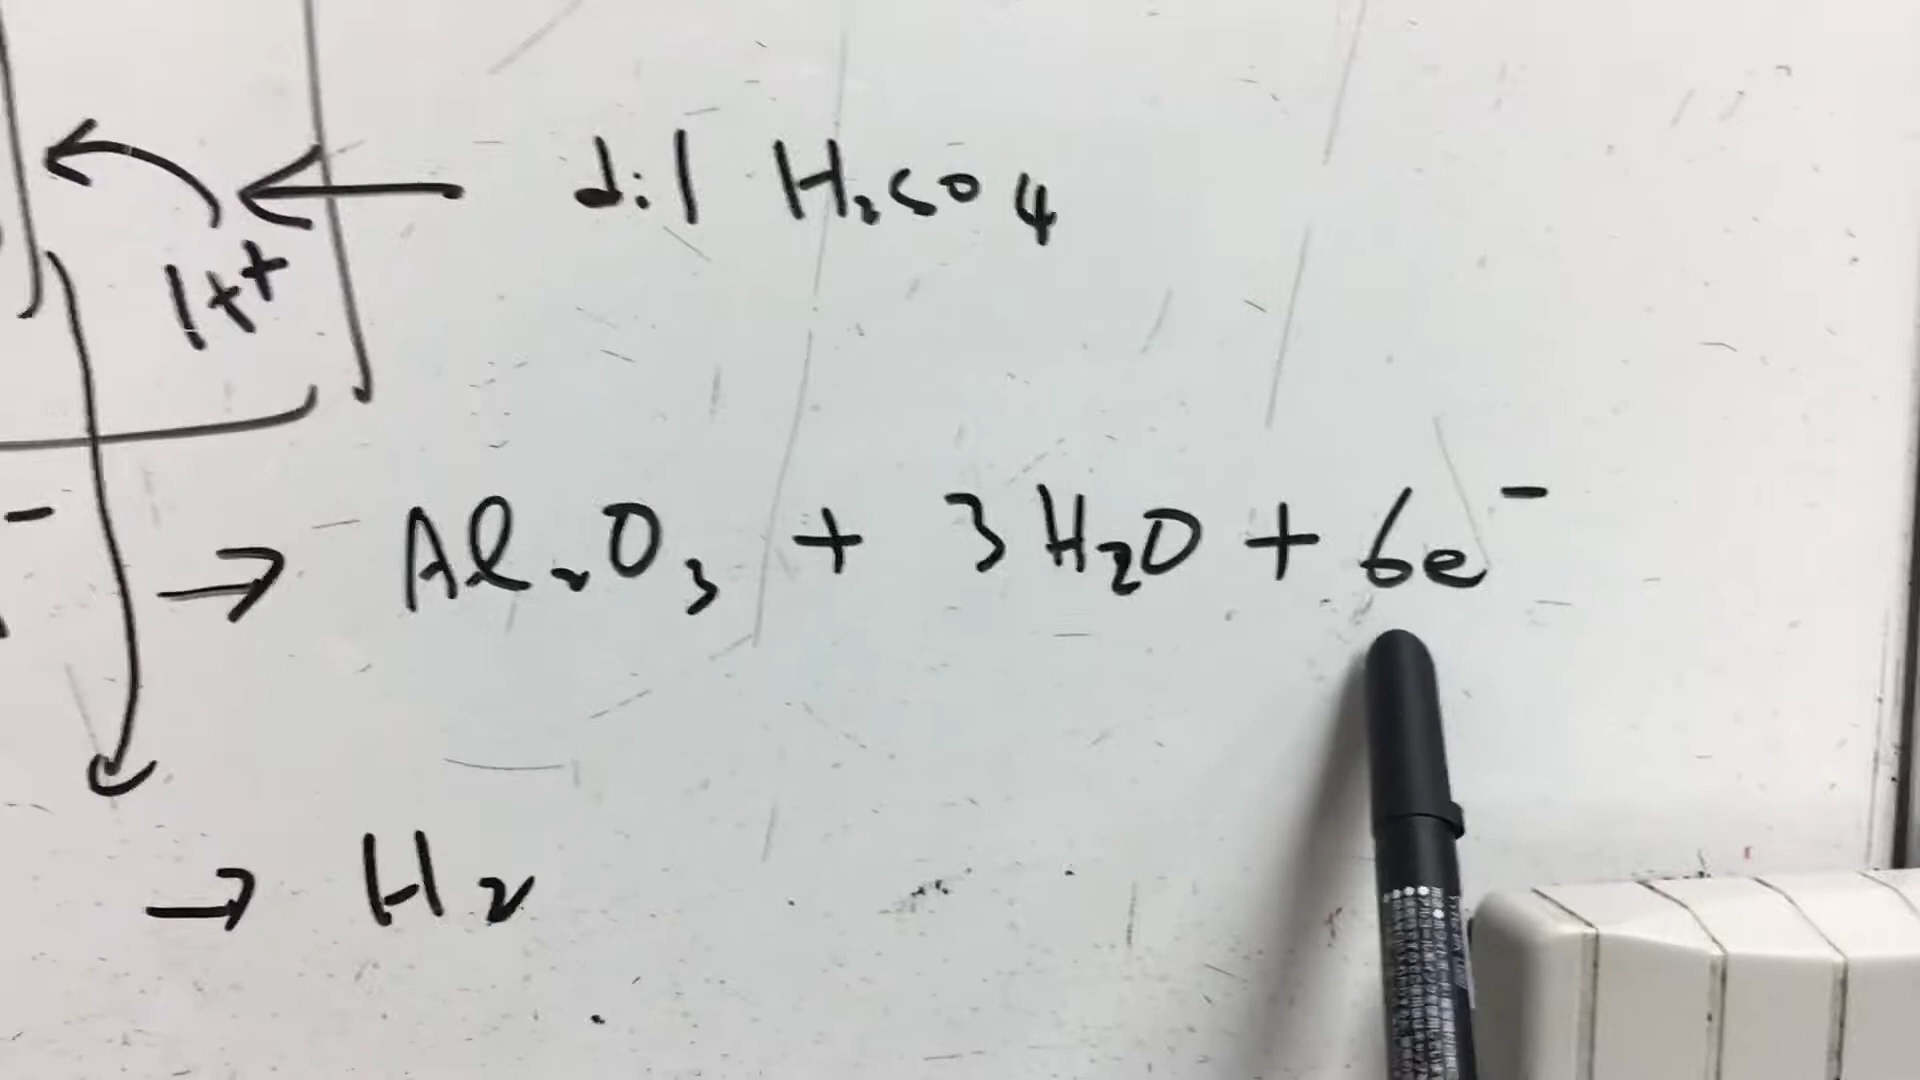 dil H₂SO₄
H⁺
⁻ → Al₂O₃ + 3H₂O + 6e⁻
→ H₂